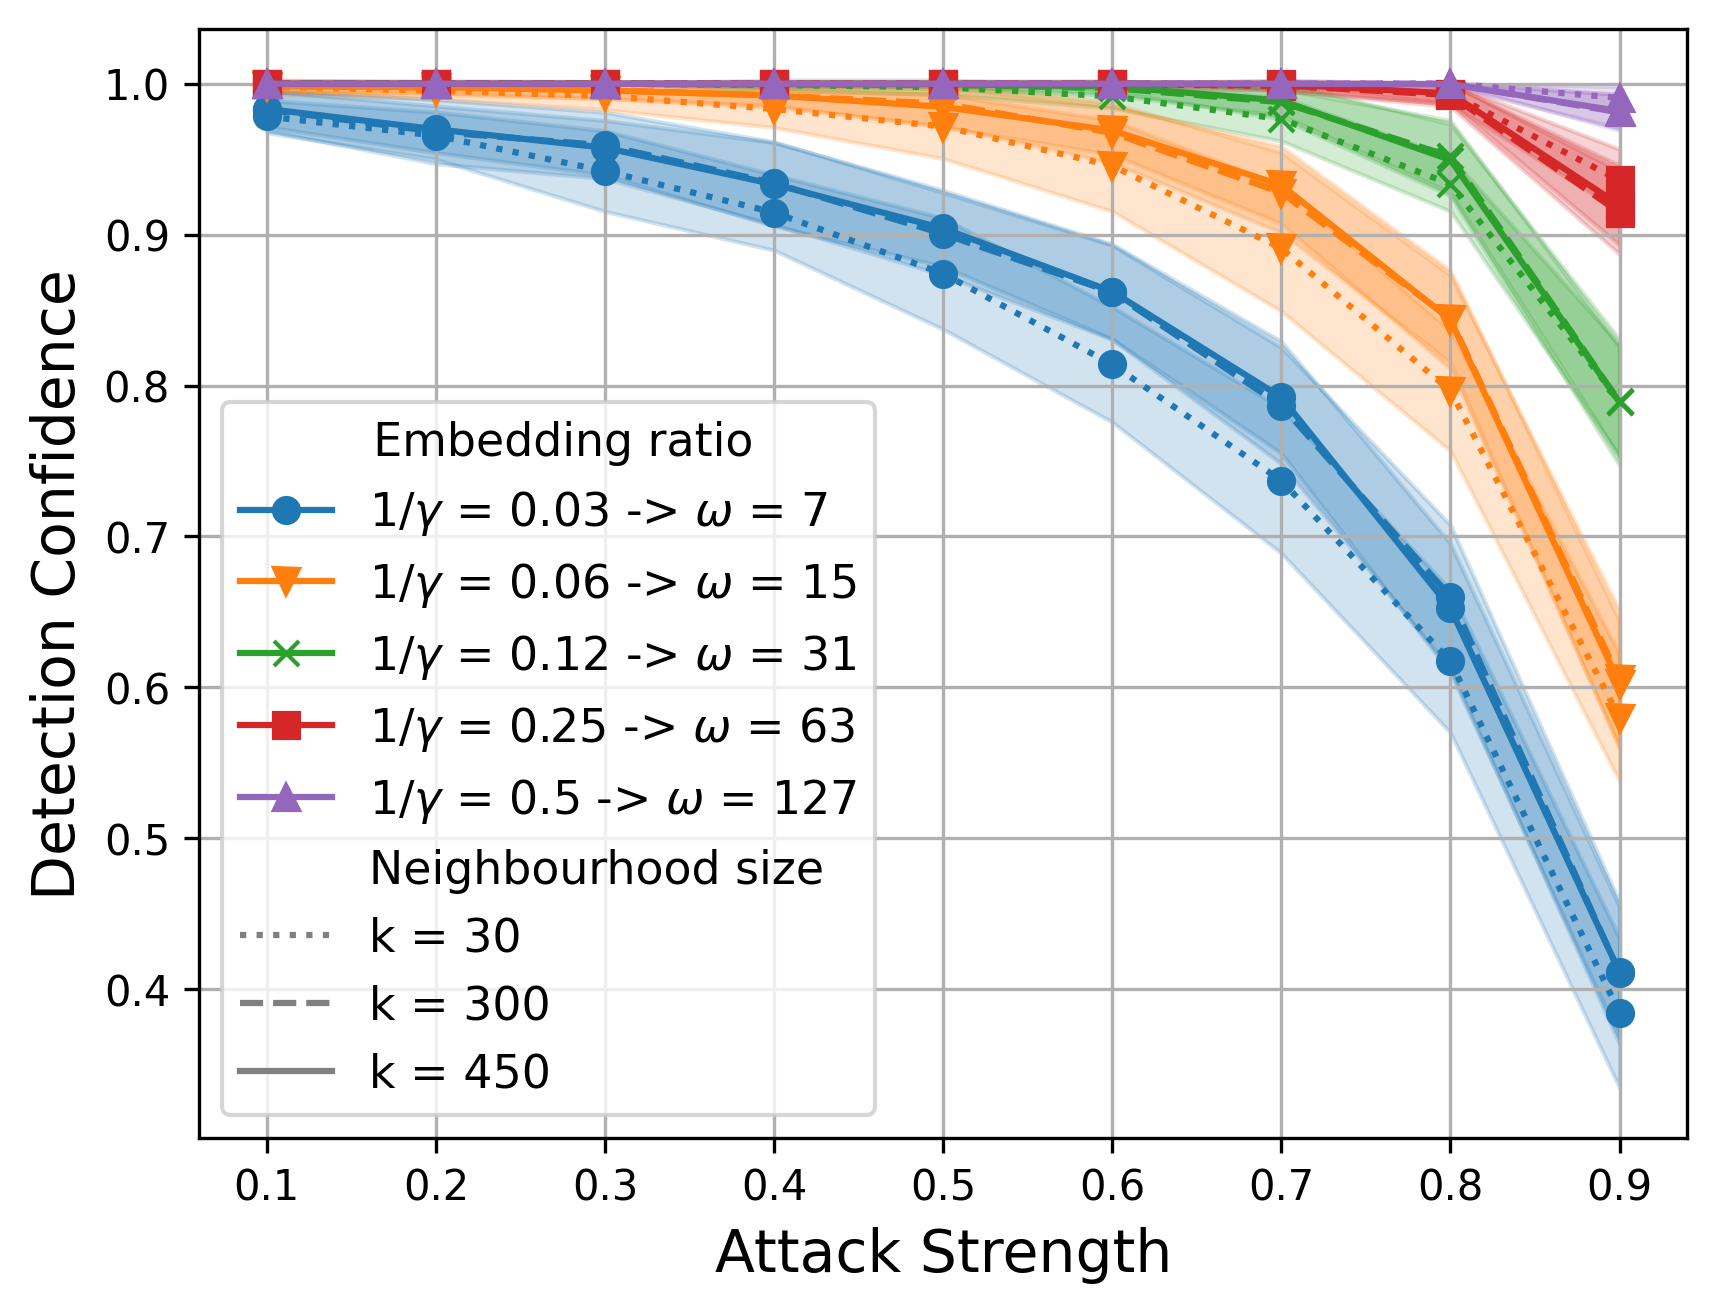 1.0
0.9
0.8
0.7
0.6
0.5
0.4
Detection Confidence
Embedding ratio
1/γ = 0.03 -> ω = 7
1/γ = 0.06 -> ω = 15
1/γ = 0.12 -> ω = 31
1/γ = 0.25 -> ω = 63
1/γ = 0.5 -> ω = 127
Neighbourhood size
k = 30
k = 300
k = 450
0.1 0.2 0.3 0.4 0.5 0.6 0.7 0.8 0.9
Attack Strength